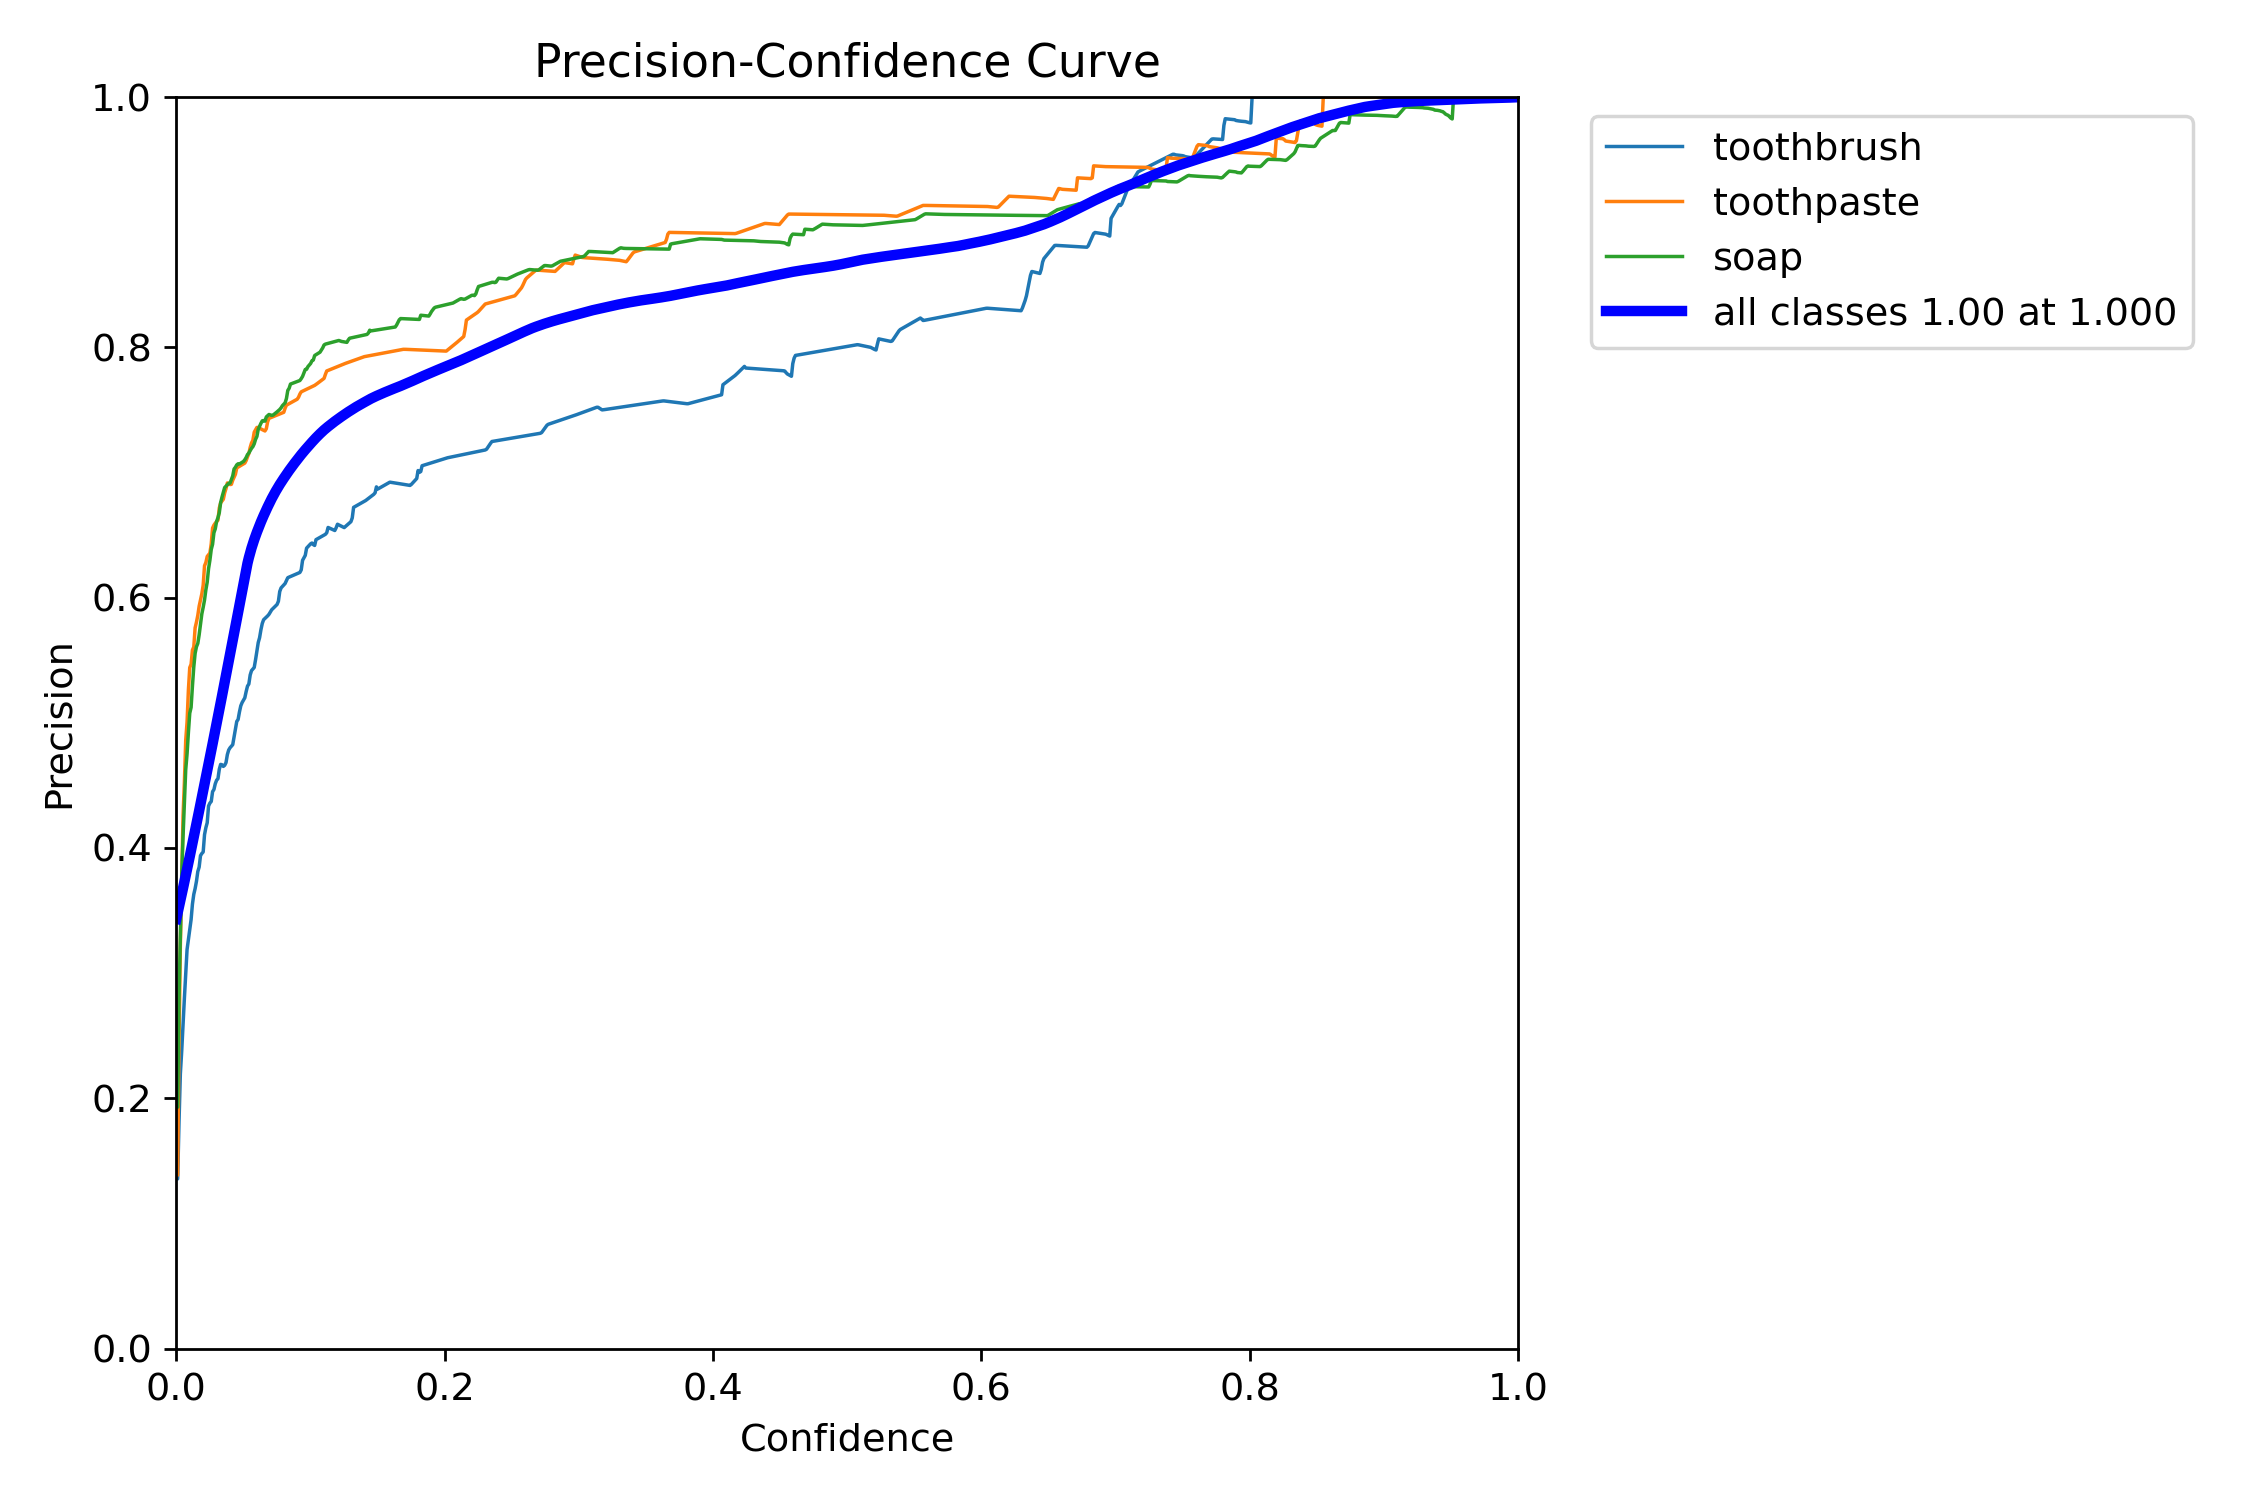 Precision-Confidence Curve
1.0
0.8
0.6
0.4
0.2
0.0
Precision
0.0 0.2 0.4 0.6 0.8 1.0
Confidence
toothbrush
toothpaste
soap
all classes 1.00 at 1.000